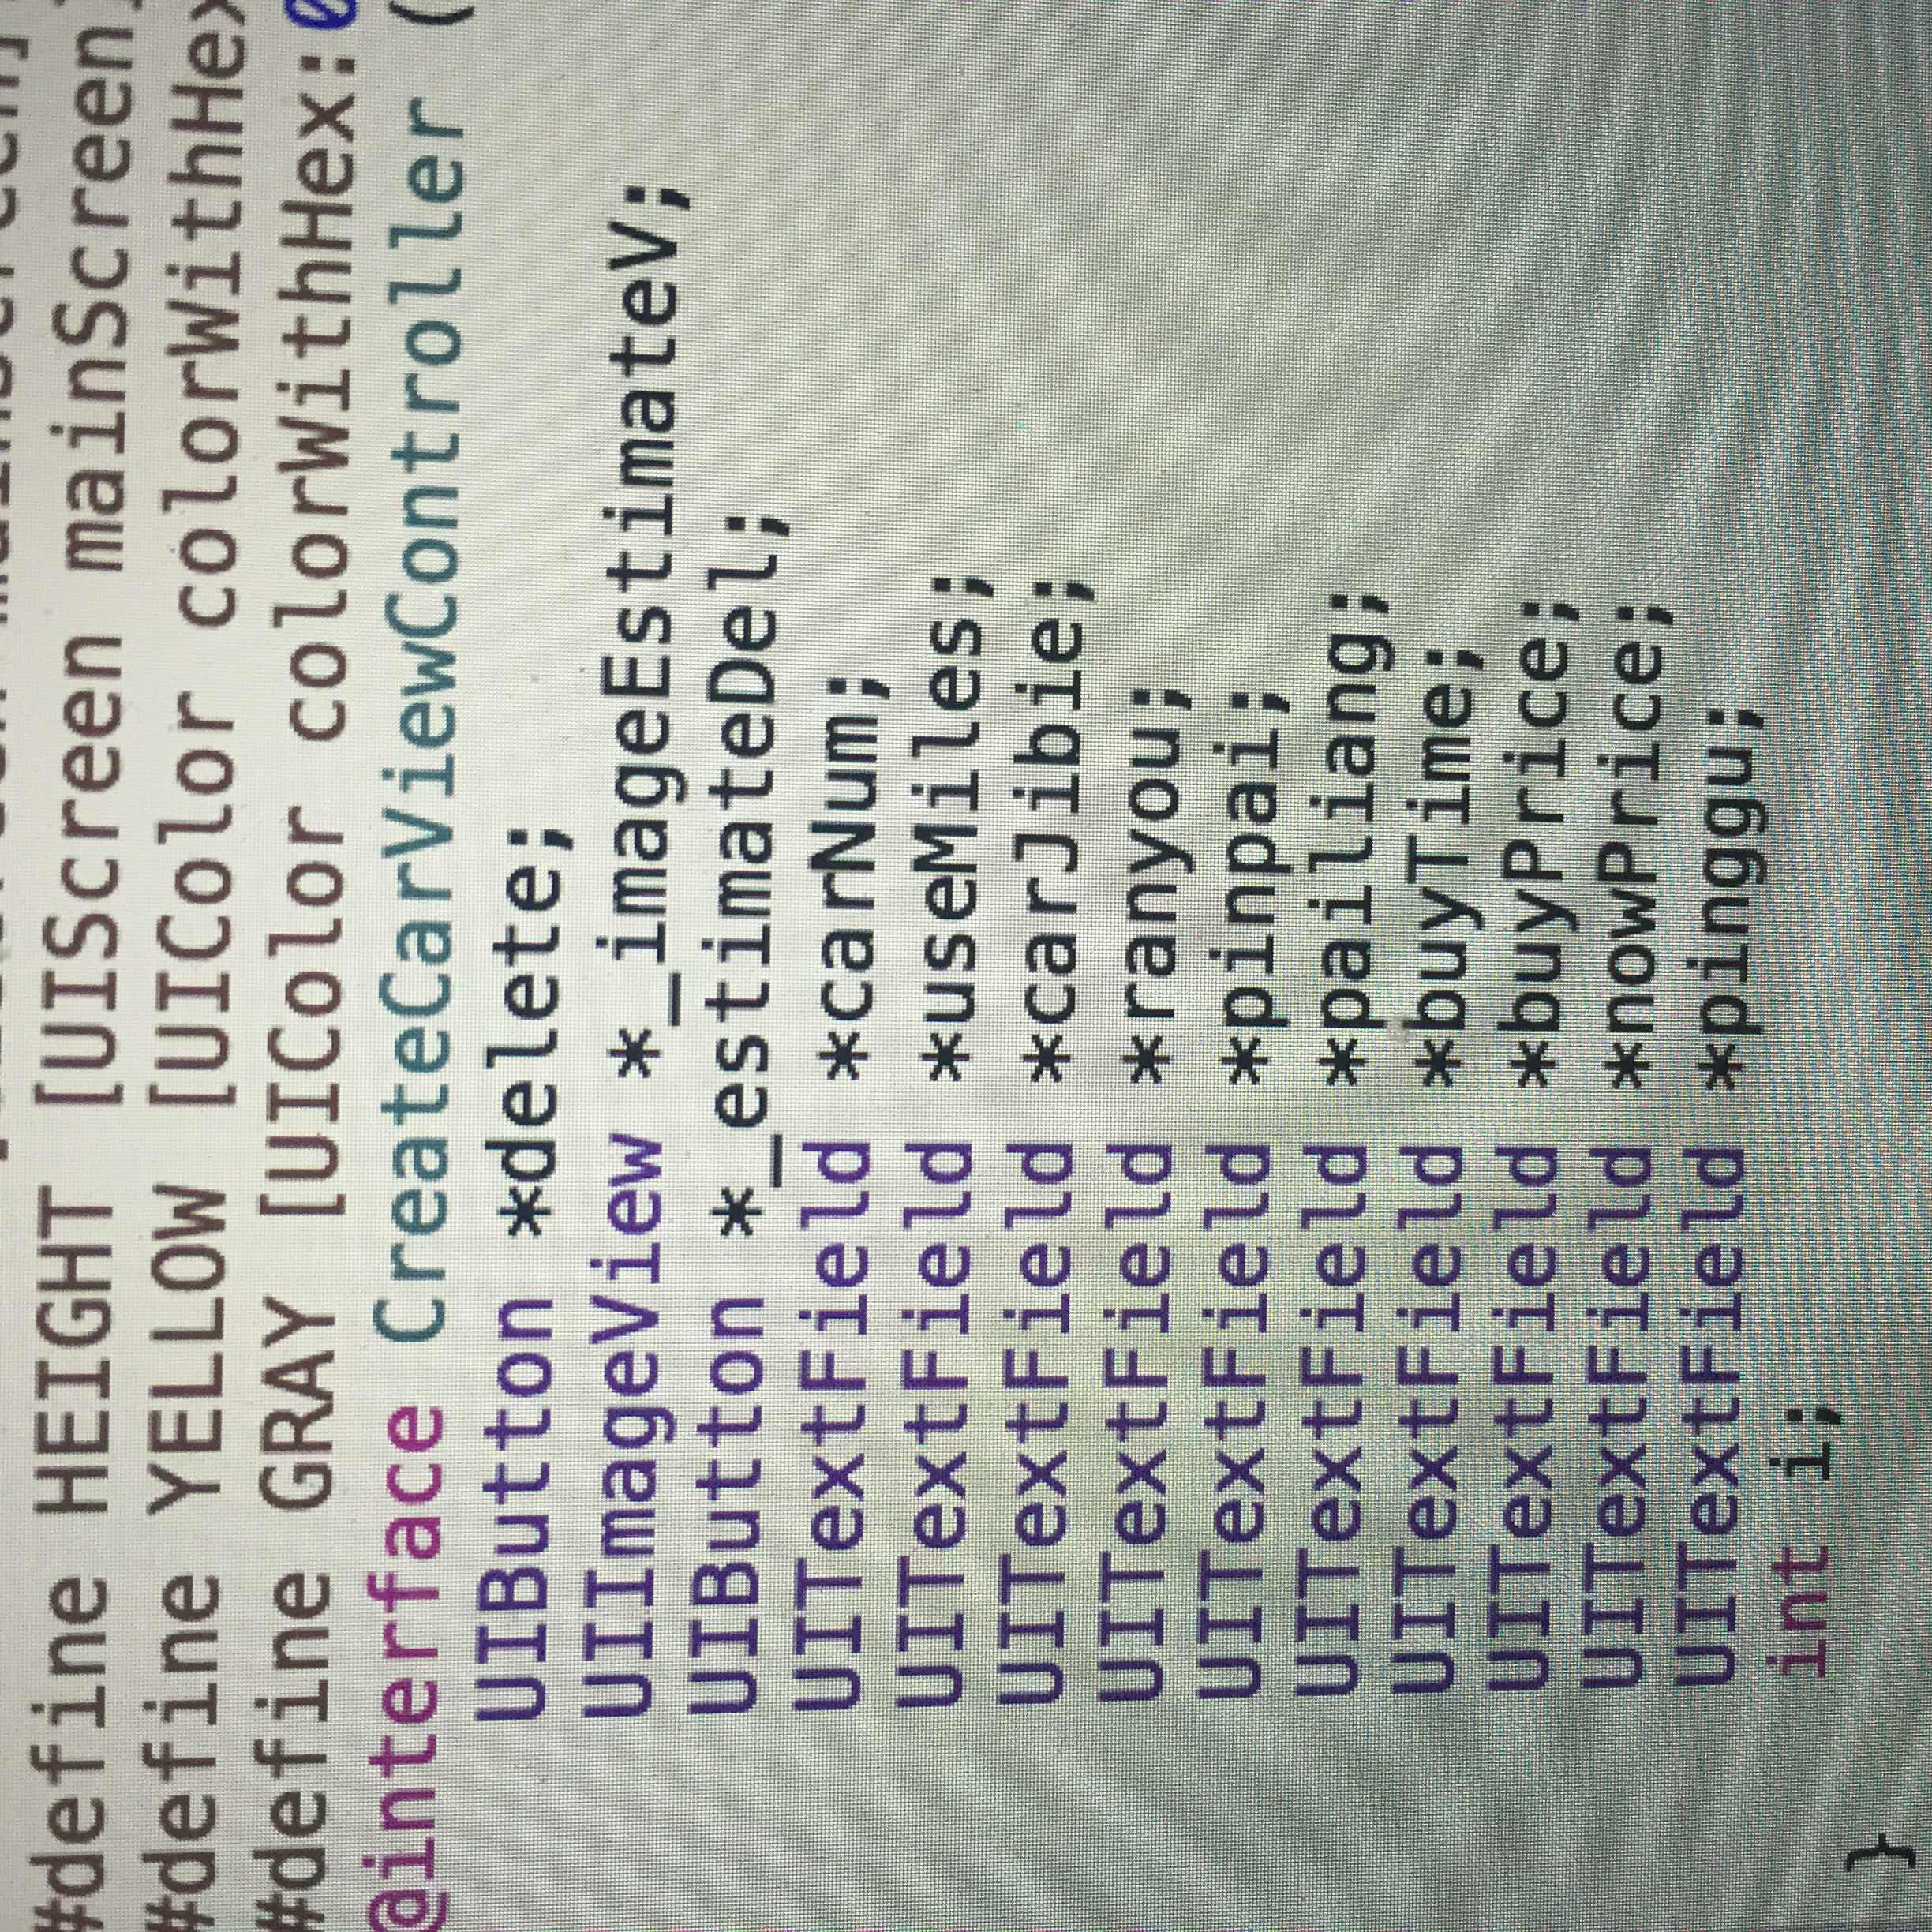 mainScreen]
#define HEIGHT [UIScreen mainScreen]
#define YELLOW [UIColor colorWithHex
#define GRAY [UIColor colorWithHex:0
@interface CreateCarViewController (
UIButton *delete;
UIImageView *_imageEstimateV;
UIButton *_estimateDel;
UITextField *carNum;
UITextField *useMiles;
UITextField *carJibie;
UITextField *ranyou;
UITextField *pinpai;
UITextField *pailiang;
UITextField *buyTime;
UITextField *buyPrice;
UITextField *nowPrice;
UITextField *pinggu;
int i;
}